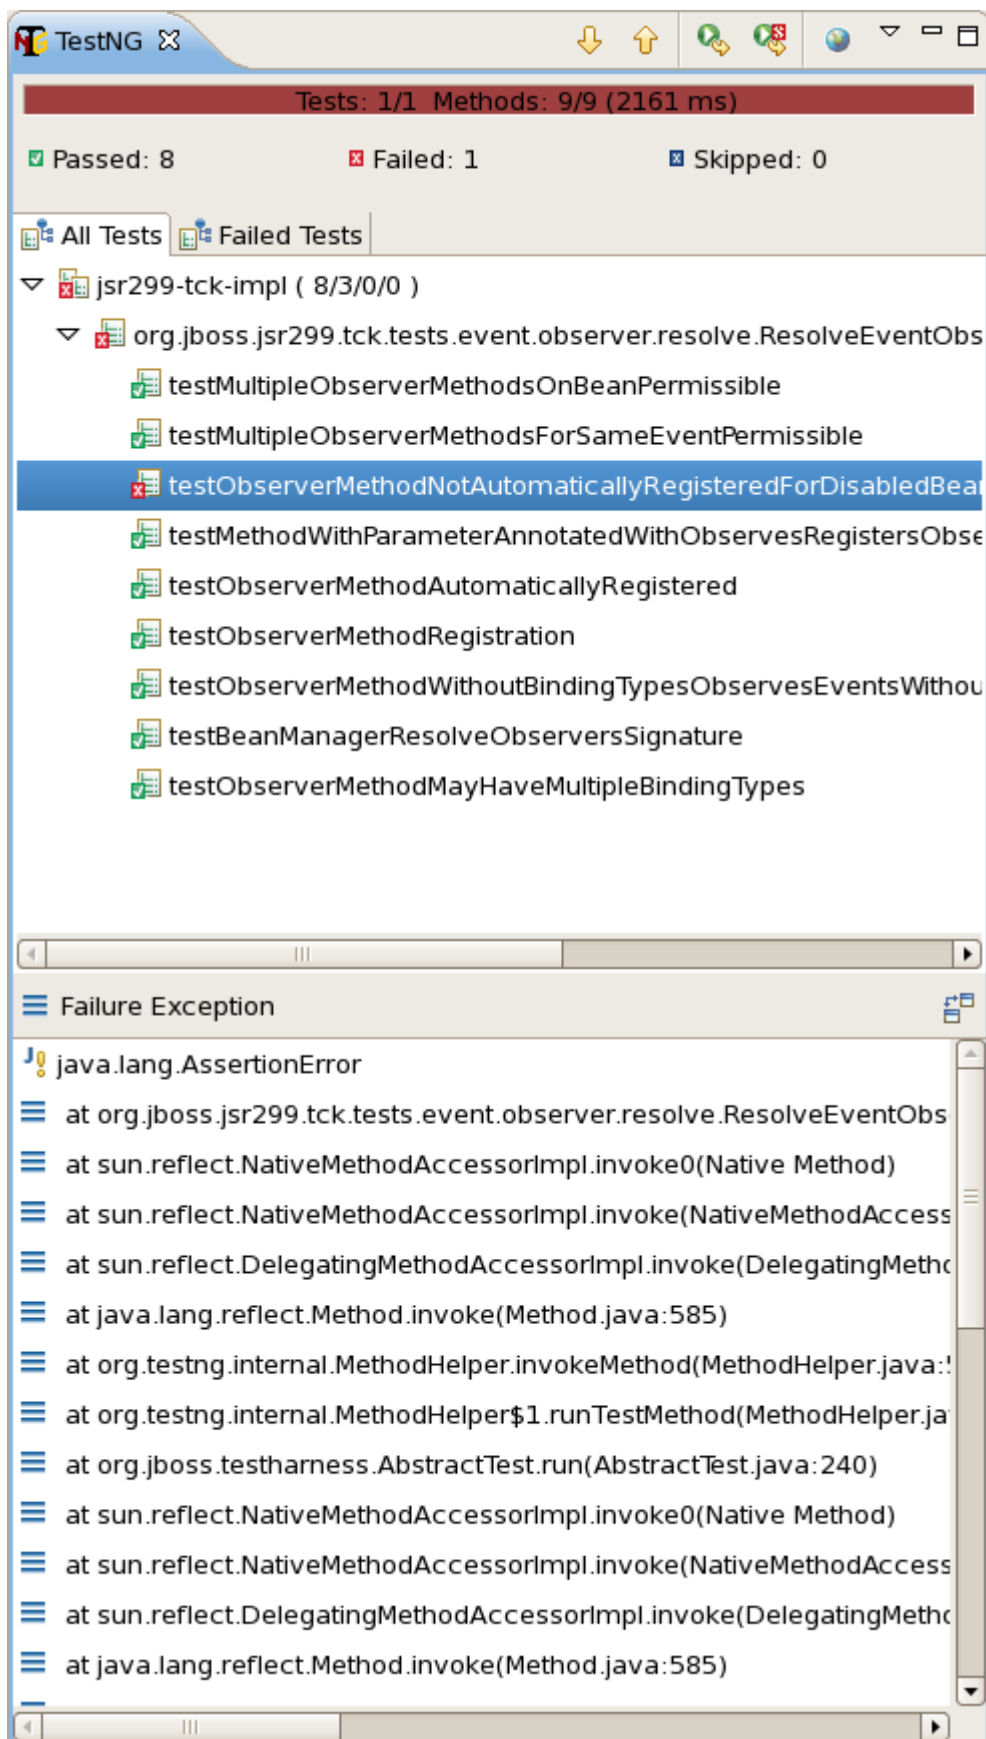 TestNG
Tests: 1/1 Methods: 9/9 (2161 ms)
Passed: 8 Failed: 1 Skipped: 0
All Tests Failed Tests
jsr299-tck-impl ( 8/3/0/0 )
org.jboss.jsr299.tck.tests.event.observer.resolve.ResolveEventObs
testMultipleObserverMethodsOnBeanPermissible
testMultipleObserverMethodsForSameEventPermissible
testObserverMethodNotAutomaticallyRegisteredForDisabledBea
testMethodWithParameterAnnotatedWithObservesRegistersObse
testObserverMethodAutomaticallyRegistered
testObserverMethodRegistration
testObserverMethodWithoutBindingTypesObservesEventsWithou
testBeanManagerResolveObserversSignature
testObserverMethodMayHaveMultipleBindingTypes
Failure Exception
java.lang.AssertionError
at org.jboss.jsr299.tck.tests.event.observer.resolve.ResolveEventObs
at sun.reflect.NativeMethodAccessorImpl.invoke0(Native Method)
at sun.reflect.NativeMethodAccessorImpl.invoke(NativeMethodAccess
at sun.reflect.DelegatingMethodAccessorImpl.invoke(DelegatingMetho
at java.lang.reflect.Method.invoke(Method.java:585)
at org.testng.internal.MethodHelper.invokeMethod(MethodHelper.java:5
at org.testng.internal.MethodHelper$1.runTestMethod(MethodHelper.ja
at org.jboss.testharness.AbstractTest.run(AbstractTest.java:240)
at sun.reflect.NativeMethodAccessorImpl.invoke0(Native Method)
at sun.reflect.NativeMethodAccessorImpl.invoke(NativeMethodAccess
at sun.reflect.DelegatingMethodAccessorImpl.invoke(DelegatingMetho
at java.lang.reflect.Method.invoke(Method.java:585)